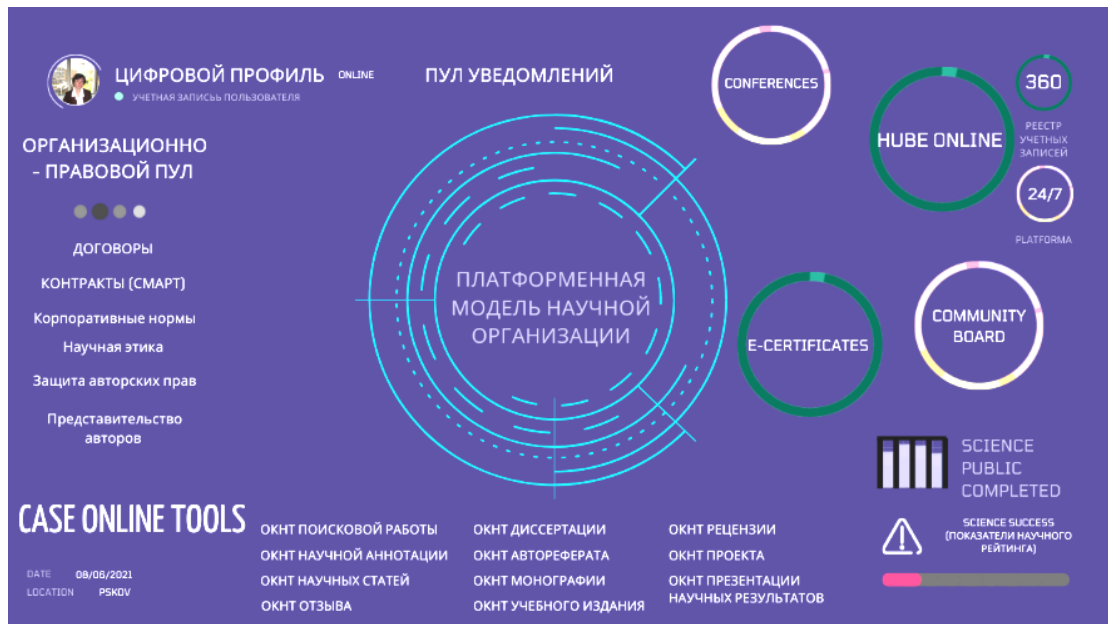 ЦИФРОВОЙ ПРОФИЛЬ
ONLINE
УЧЕТНАЯ ЗАПИСЬЬ ПОЛЬЗОВАТЕЛЯ
ПУЛ УВЕДОМЛЕНИЙ
ОРГАНИЗАЦИОННО
- ПРАВОВОЙ ПУЛ
ДОГОВОРЫ
КОНТРАКТЫ (СМАРТ)
Корпоративные нормы
Научная этика
Защита авторских прав
Представительство
авторов
ПЛАТФОРМЕННАЯ
МОДЕЛЬ НАУЧНОЙ
ОРГАНИЗАЦИИ
CONFERENCES
HUBE ONLINE
360
РЕЕСТР
УЧЕТНЫХ
ЗАПИСЕЙ
24/7
PLATFORMA
E-CERTIFICATES
COMMUNITY
BOARD
SCIENCE
PUBLIC
COMPLETED
SCIENCE SUCCESS
(ПОКАЗАТЕЛИ НАУЧНОГО
РЕЙТИНГА)
CASE ONLINE TOOLS
DATE 08/06/2021
LOCATION PSKOV
ОКНТ ПОИСКОВОЙ РАБОТЫ
ОКНТ НАУЧНОЙ АННОТАЦИИ
ОКНТ НАУЧНЫХ СТАТЕЙ
ОКНТ ОТЗЫВА
ОКНТ ДИССЕРТАЦИИ
ОКНТ АВТОРЕФЕРАТА
ОКНТ МОНОГРАФИИ
ОКНТ УЧЕБНОГО ИЗДАНИЯ
ОКНТ РЕЦЕНЗИИ
ОКНТ ПРОЕКТА
ОКНТ ПРЕЗЕНТАЦИИ
НАУЧНЫХ РЕЗУЛЬТАТОВ